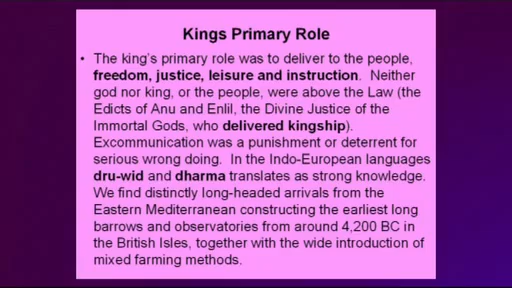 Kings Primary Role
• The king's primary role was to deliver to the people,
freedom, justice, leisure and instruction. Neither
god nor king, or the people, were above the Law (the
Edicts of Anu and Enlil, the Divine Justice of the
Immortal Gods, who delivered kingship).
Excommunication was a punishment or deterrent for
serious wrong doing. In the Indo-European languages
dru-wid and dharma translates as strong knowledge.
We find distinctly long-headed arrivals from the
Eastern Mediterranean constructing the earliest long
barrows and observatories from around 4,200 BC in
the British Isles, together with the wide introduction of
mixed farming methods.